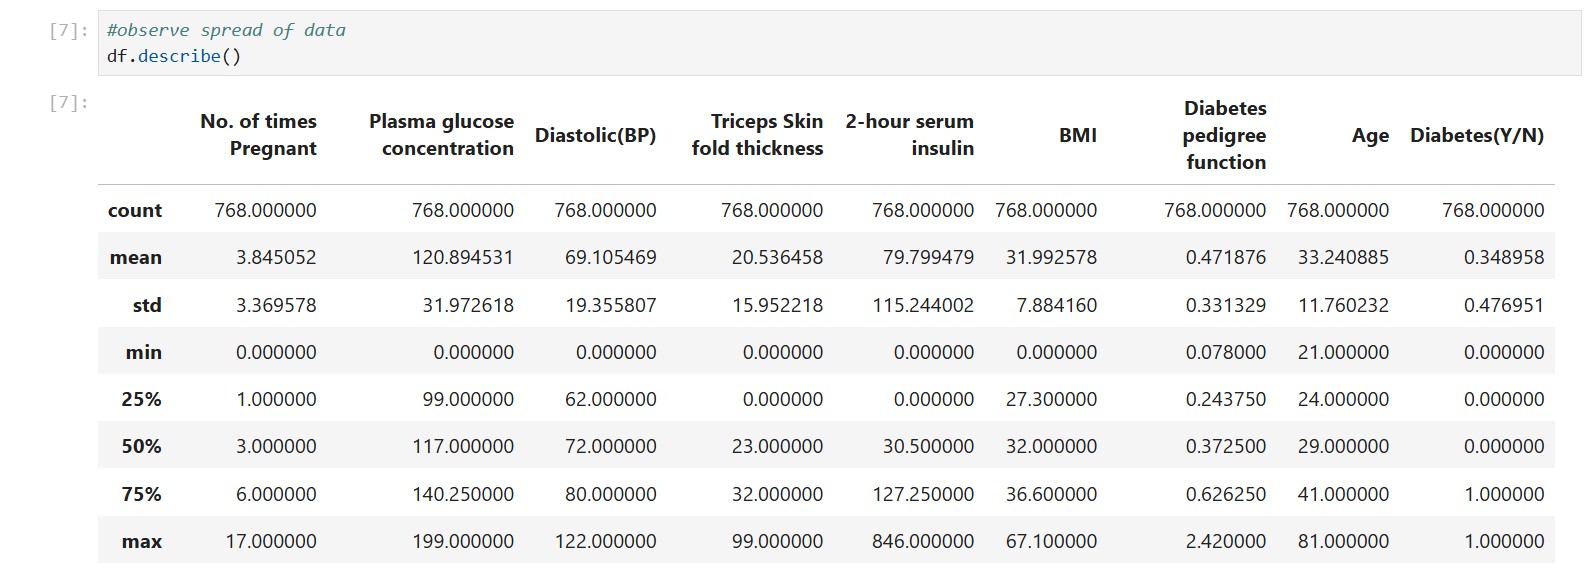 [7]: #observe spread of data
df.describe()
[7]:
No. of times Pregnant Plasma glucose concentration Diastolic(BP) Triceps Skin fold thickness 2-hour serum insulin BMI Diabetes pedigree function Age Diabetes(Y/N)
count 768.000000 768.000000 768.000000 768.000000 768.000000 768.000000 768.000000 768.000000 768.000000
mean 3.845052 120.894531 69.105469 20.536458 79.799479 31.992578 0.471876 33.240885 0.348958
std 3.369578 31.972618 19.355807 15.952218 115.244002 7.884160 0.331329 11.760232 0.476951
min 0.000000 0.000000 0.000000 0.000000 0.000000 0.000000 0.078000 21.000000 0.000000
25% 1.000000 99.000000 62.000000 0.000000 0.000000 27.300000 0.243750 24.000000 0.000000
50% 3.000000 117.000000 72.000000 23.000000 30.500000 32.000000 0.372500 29.000000 0.000000
75% 6.000000 140.250000 80.000000 32.000000 127.250000 36.600000 0.626250 41.000000 1.000000
max 17.000000 199.000000 122.000000 99.000000 846.000000 67.100000 2.420000 81.000000 1.000000